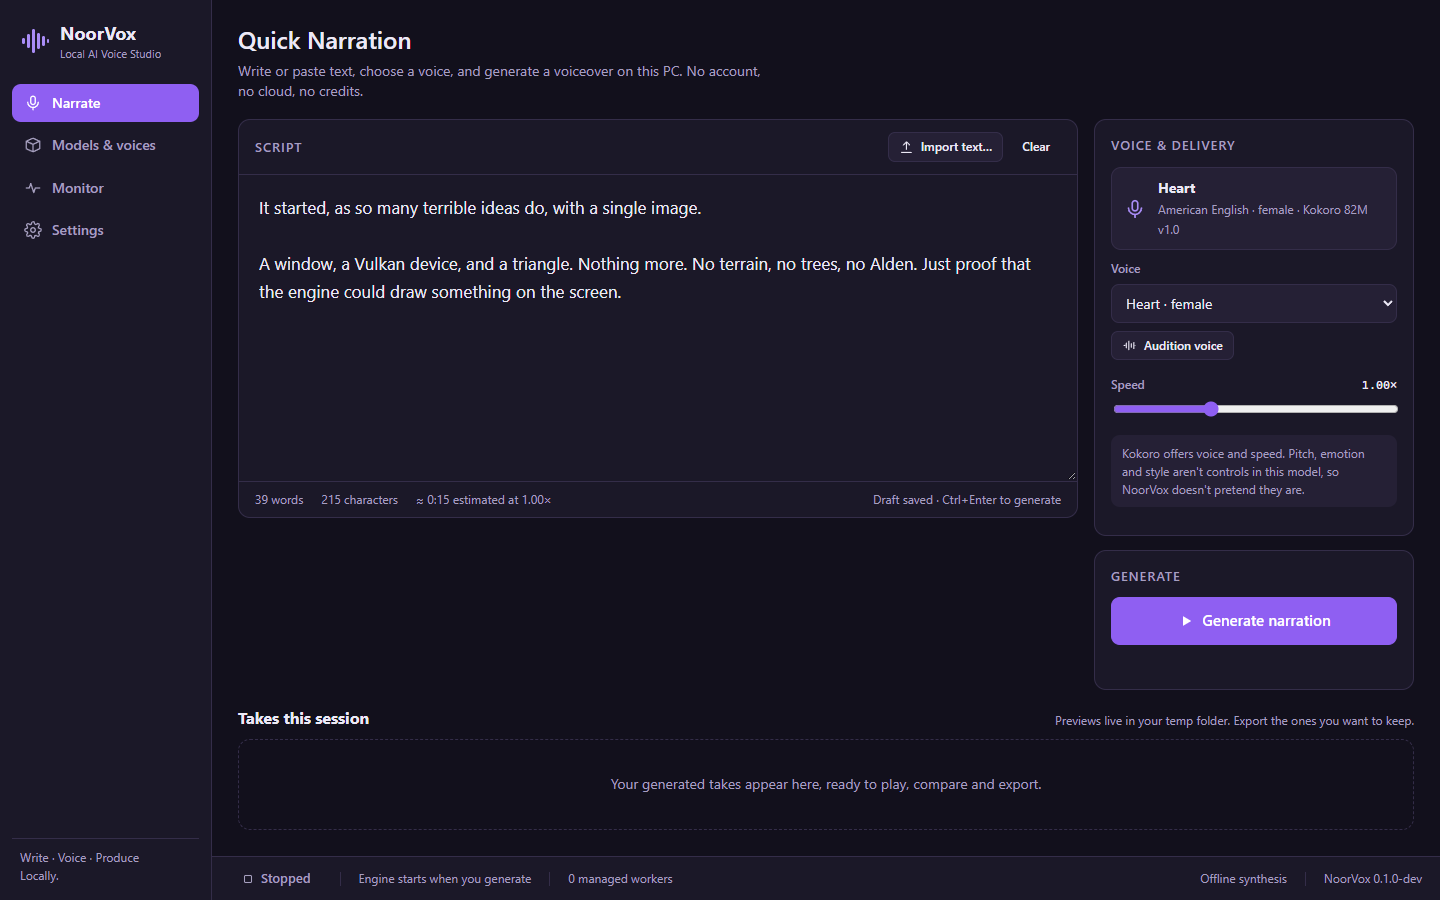 NoorVox
Local AI Voice Studio
Narrate
Models & voices
Monitor
Settings
Write · Voice · Produce
Locally.
Quick Narration
Write or paste text, choose a voice, and generate a voiceover on this PC. No account,
no cloud, no credits.
SCRIPT
Import text...
Clear
It started, as so many terrible ideas do, with a single image.
A window, a Vulkan device, and a triangle. Nothing more. No terrain, no trees, no Alden. Just proof that
the engine could draw something on the screen.
39 words
215 characters
≈ 0:15 estimated at 1.00×
Draft saved · Ctrl+Enter to generate
VOICE & DELIVERY
Heart
American English · female · Kokoro 82M
v1.0
Voice
Heart · female
Audition voice
Speed
1.00×
Kokoro offers voice and speed. Pitch, emotion
and style aren't controls in this model, so
NoorVox doesn't pretend they are.
GENERATE
Generate narration
Takes this session
Previews live in your temp folder. Export the ones you want to keep.
Your generated takes appear here, ready to play, compare and export.
Stopped
Engine starts when you generate
0 managed workers
Offline synthesis
NoorVox 0.1.0-dev